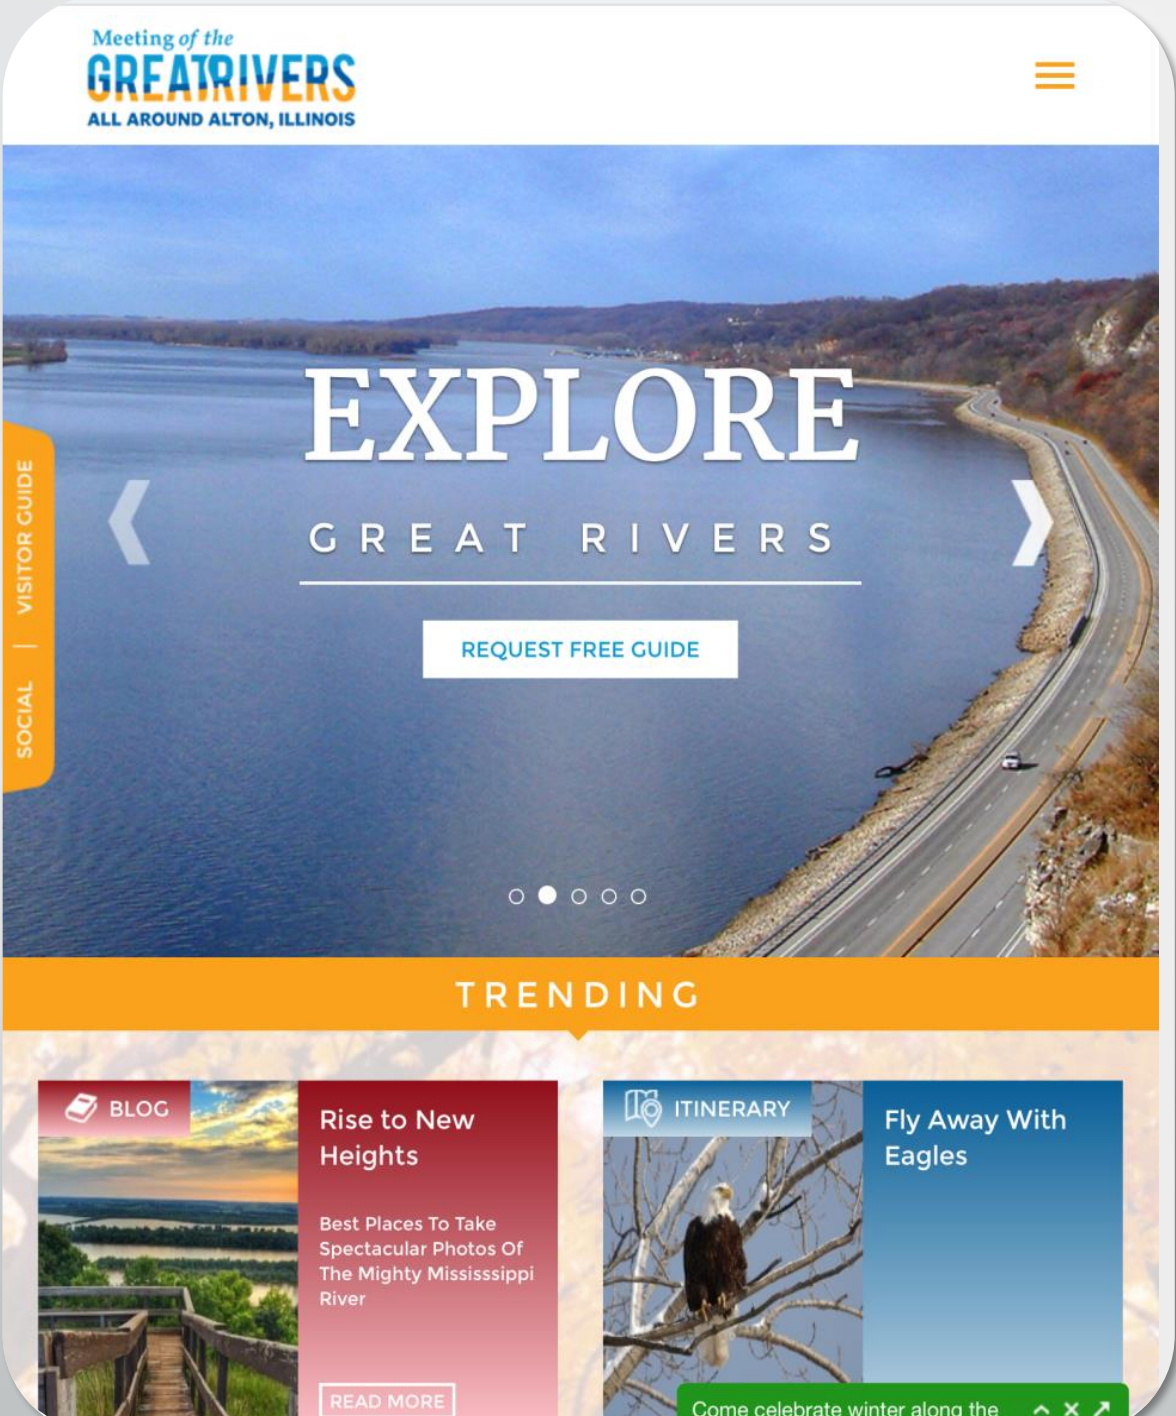 Meeting of the
GREATRIVERS
ALL AROUND ALTON, ILLINOIS
EXPLORE
GREAT RIVERS
REQUEST FREE GUIDE
SOCIAL | VISITOR GUIDE
TRENDING
BLOG
Rise to New
Heights
Best Places To Take
Spectacular Photos Of
The Mighty Mississsippi
River
READ MORE
ITINERARY
Fly Away With
Eagles
Come celebrate winter along the